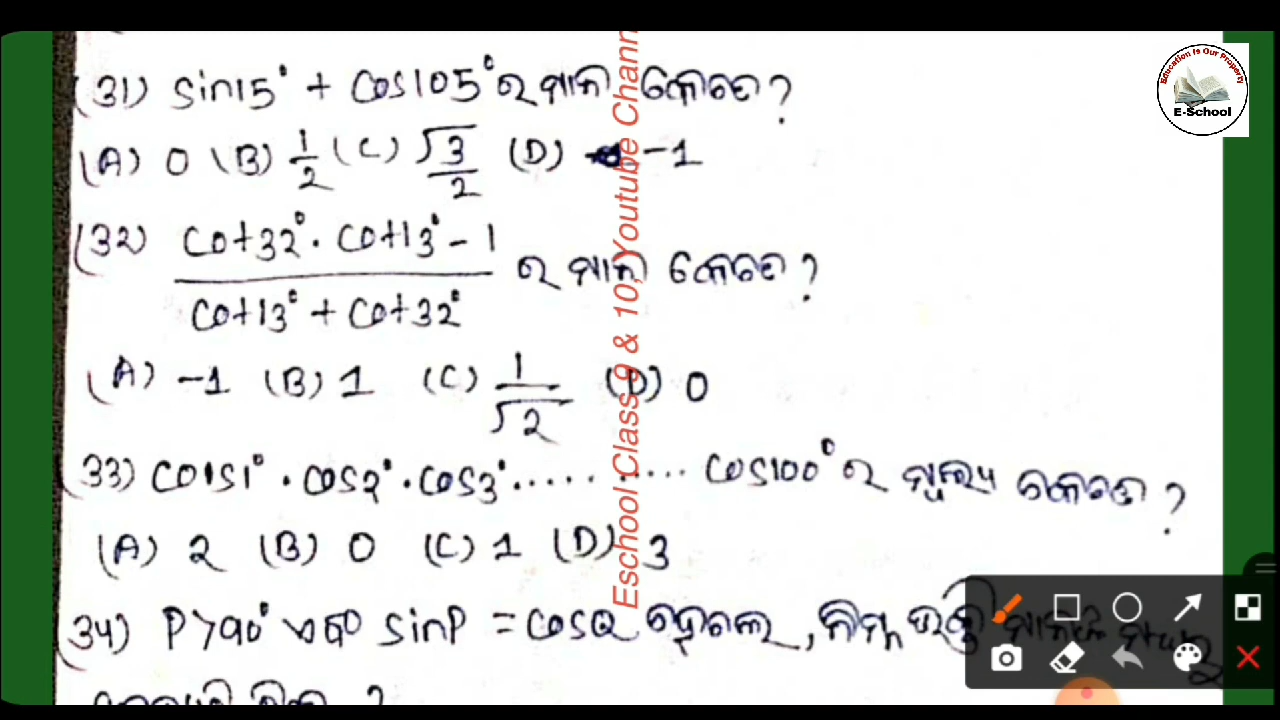 Education Is Our Property
E-School
(31) sin15° + cos105° ର ମାନ କେତେ ?
(A) 0 (B) 1/2 (C) √3/2 (D) -1
(32) cot32° · cot13° - 1 / cot13° + cot32° ର ମାନ କେତେ ?
(A) -1 (B) 1 (C) 1/√2 (D) 0
(33) cos1° · cos2° · cos3° ........... cos100° ର ମୂଲ୍ୟ କେତେ ?
(A) 2 (B) 0 (C) 1 (D) 3
(34) P>90° ଏବଂ sinP = cosQ ହେଲେ,
Eschool Class 9 & 10, Youtube Chann